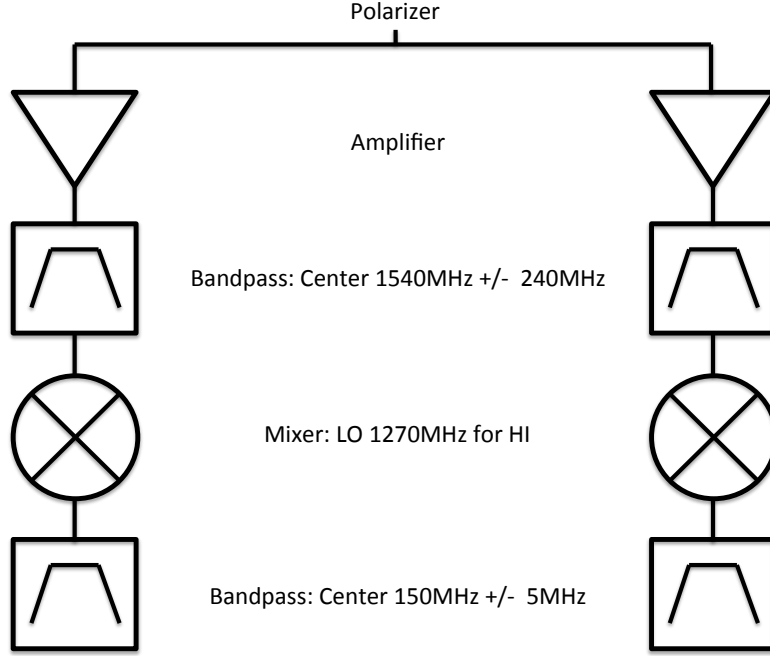 Polarizer
Amplifier
Bandpass: Center 1540MHz +/-  240MHz
Mixer: LO 1270MHz for HI
Bandpass: Center 150MHz +/-  5MHz